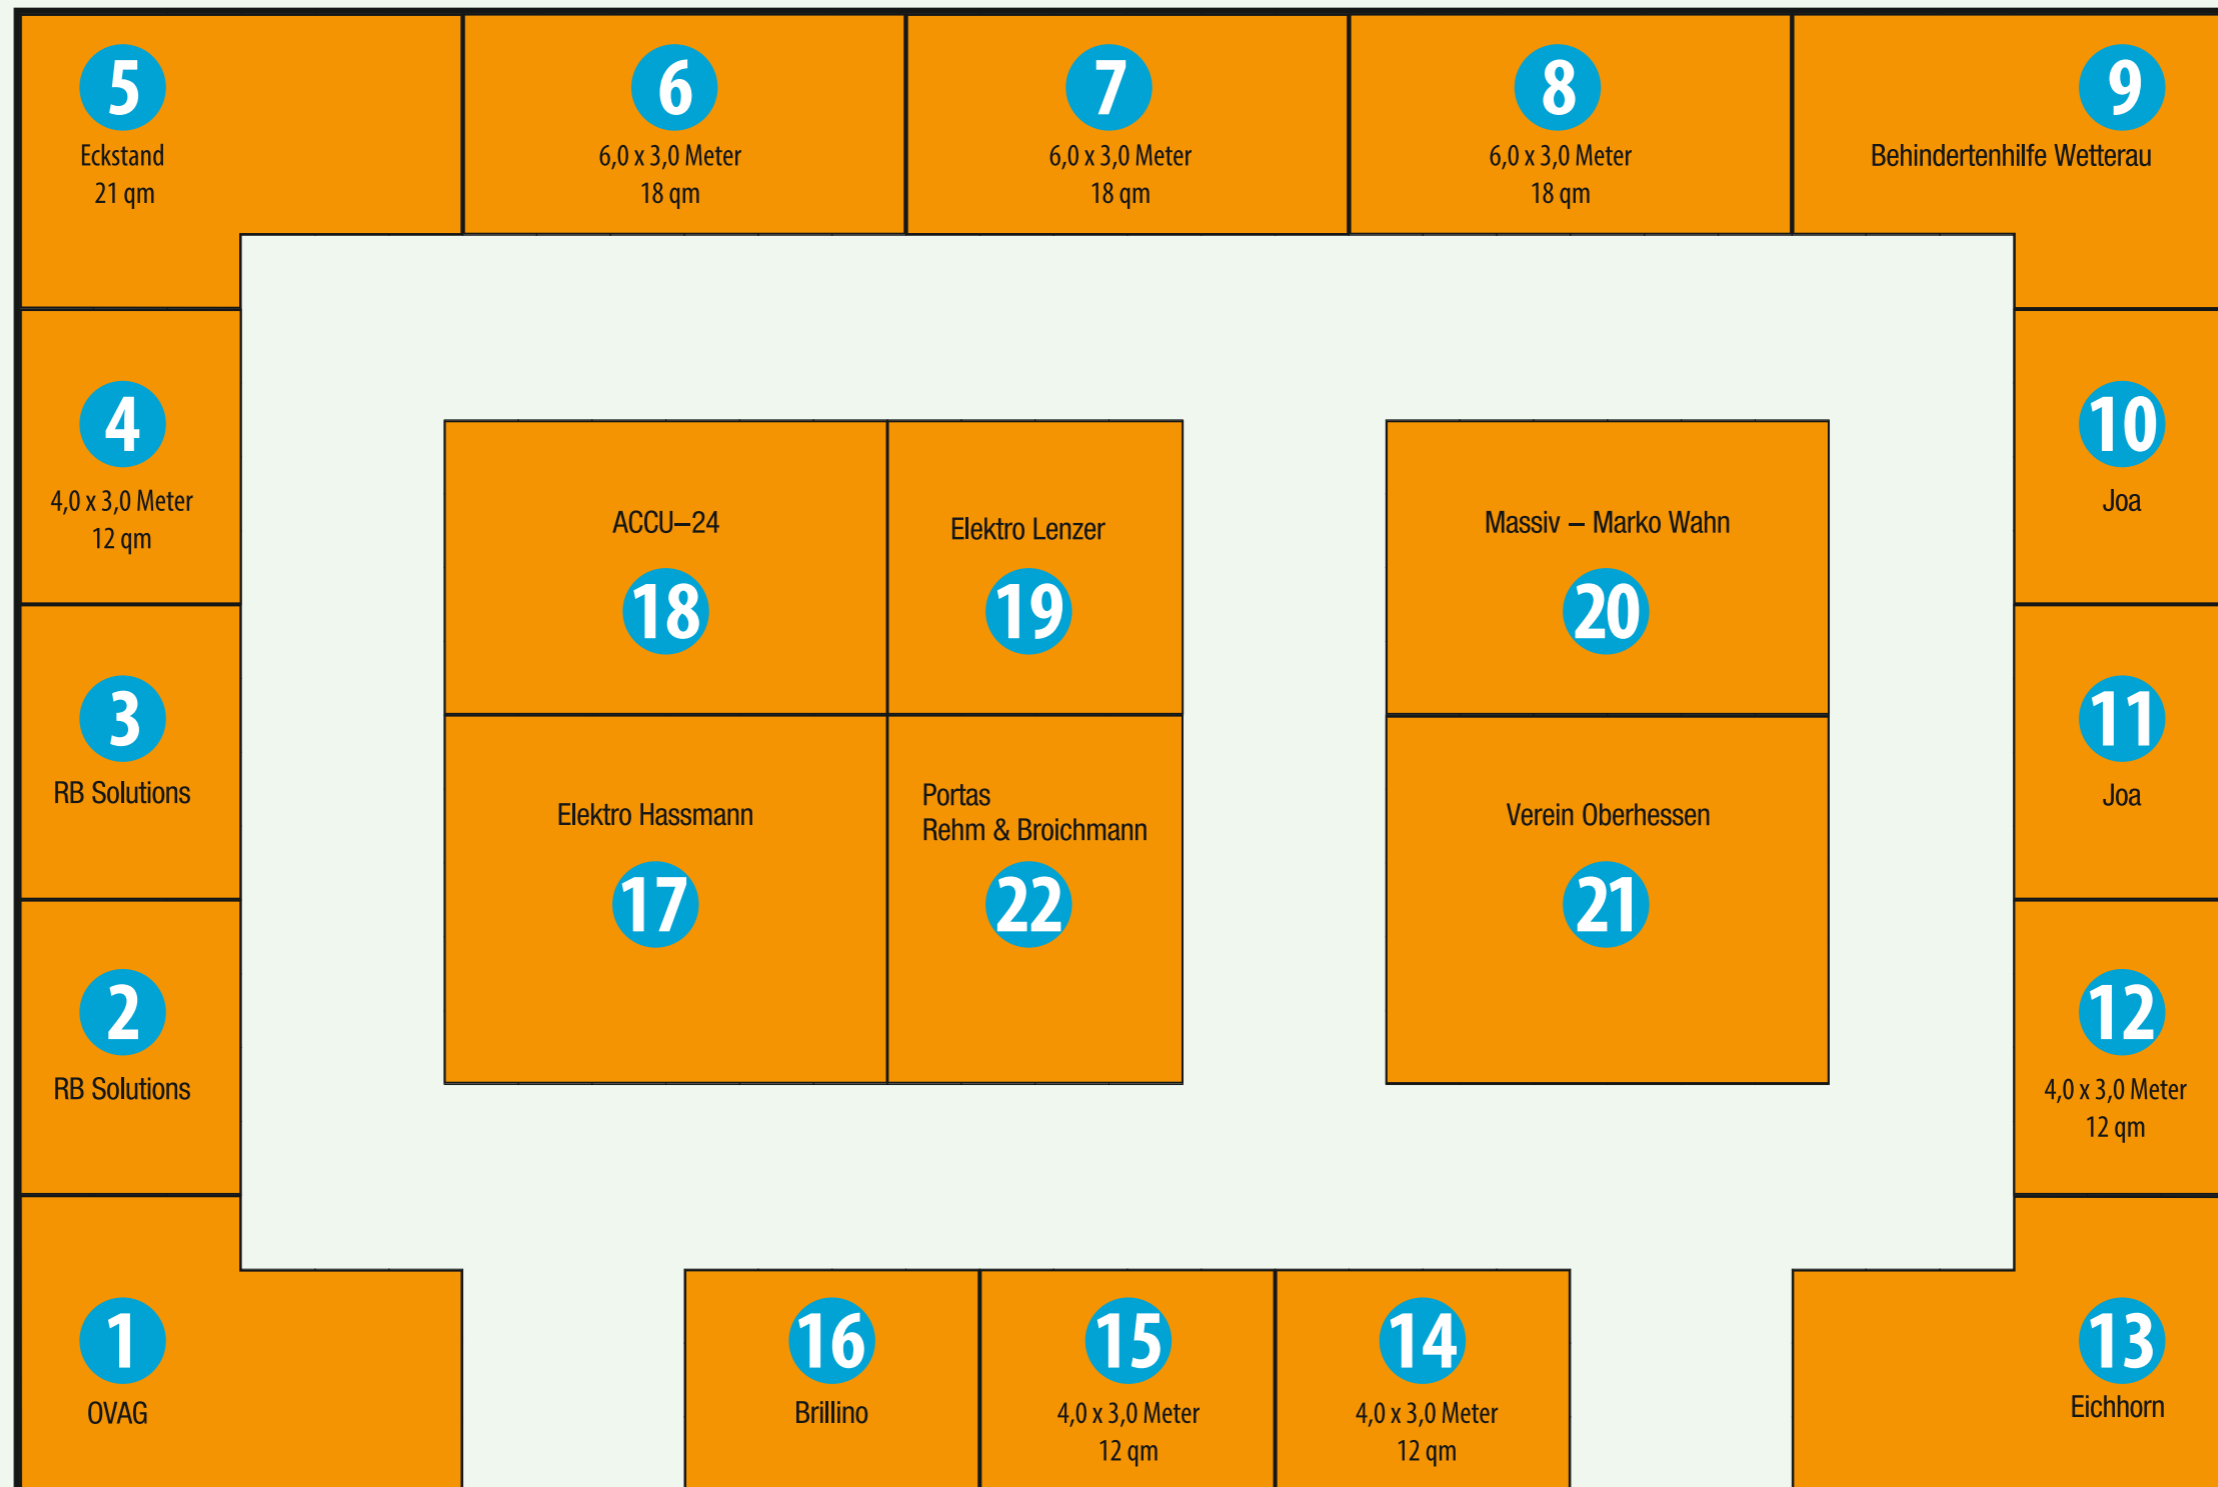 5
Eckstand
21 qm
6
6,0 x 3,0 Meter
18 qm
7
6,0 x 3,0 Meter
18 qm
8
6,0 x 3,0 Meter
18 qm
9
Behindertenhilfe Wetterau
4
4,0 x 3,0 Meter
12 qm
ACCU–24
18
Elektro Lenzer
19
Massiv – Marko Wahn
20
10
Joa
3
RB Solutions
Elektro Hassmann
17
Portas
Rehm & Broichmann
22
Verein Oberhessen
21
11
Joa
2
RB Solutions
12
4,0 x 3,0 Meter
12 qm
1
OVAG
16
Brillino
15
4,0 x 3,0 Meter
12 qm
14
4,0 x 3,0 Meter
12 qm
13
Eichhorn